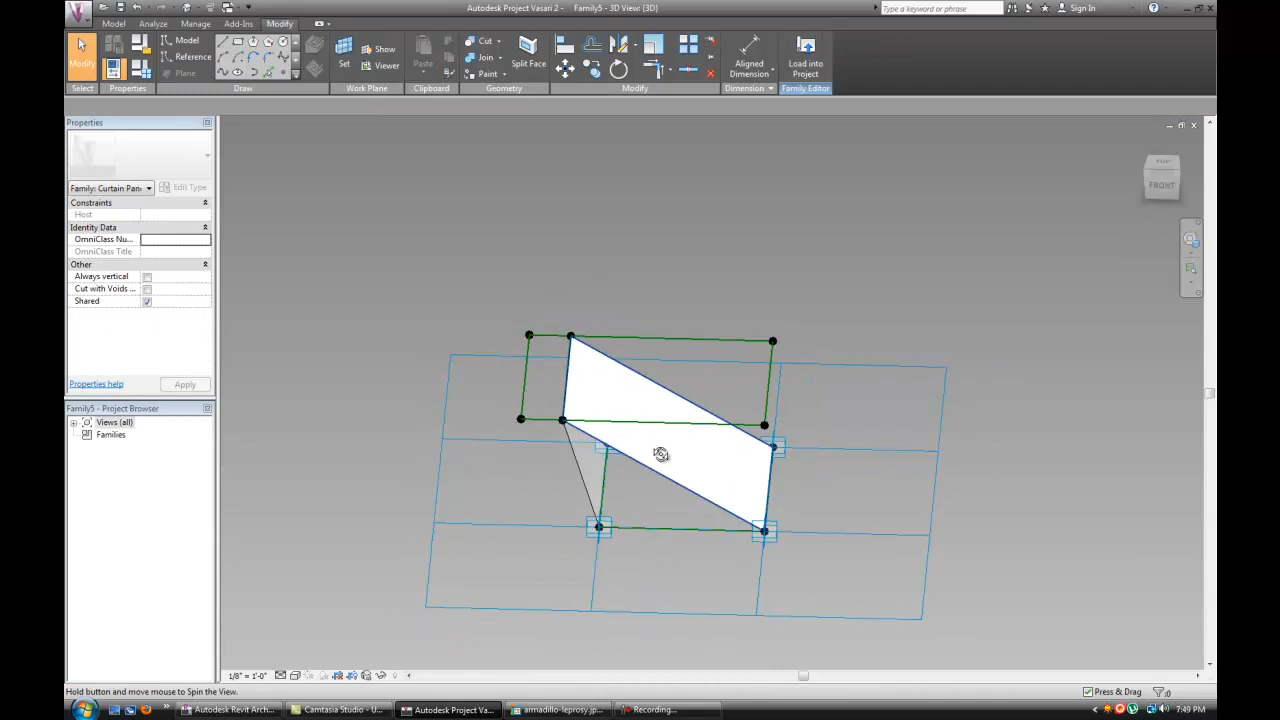 Autodesk Project Vasari 2 - Family5 - 3D View: {3D}
Type a keyword or phrase
Sign In
Model Analyze Manage Add-Ins Modify
Modify
Model
Reference
Plane
Set
Show
Viewer
Paste
Cut
Join
Paint
Split Face
Aligned
Dimension
Load into
Project
Select Properties Draw Work Plane Clipboard Geometry Modify Dimension Family Editor
Properties
Family: Curtain Pan
Edit Type
Constraints
Host
Identity Data
OmniClass Nu...
OmniClass Title
Other
Always vertical
Cut with Voids ...
Shared
Properties help
Apply
Family5 - Project Browser
Views (all)
Families
FRONT
1/8" = 1'-0"
Hold button and move mouse to Spin the View.
Press & Drag
:0
Autodesk Revit Arch...
Camtasia Studio - U...
Autodesk Project Va...
armadillo-leprosy.jp...
Recording...
7:49 PM